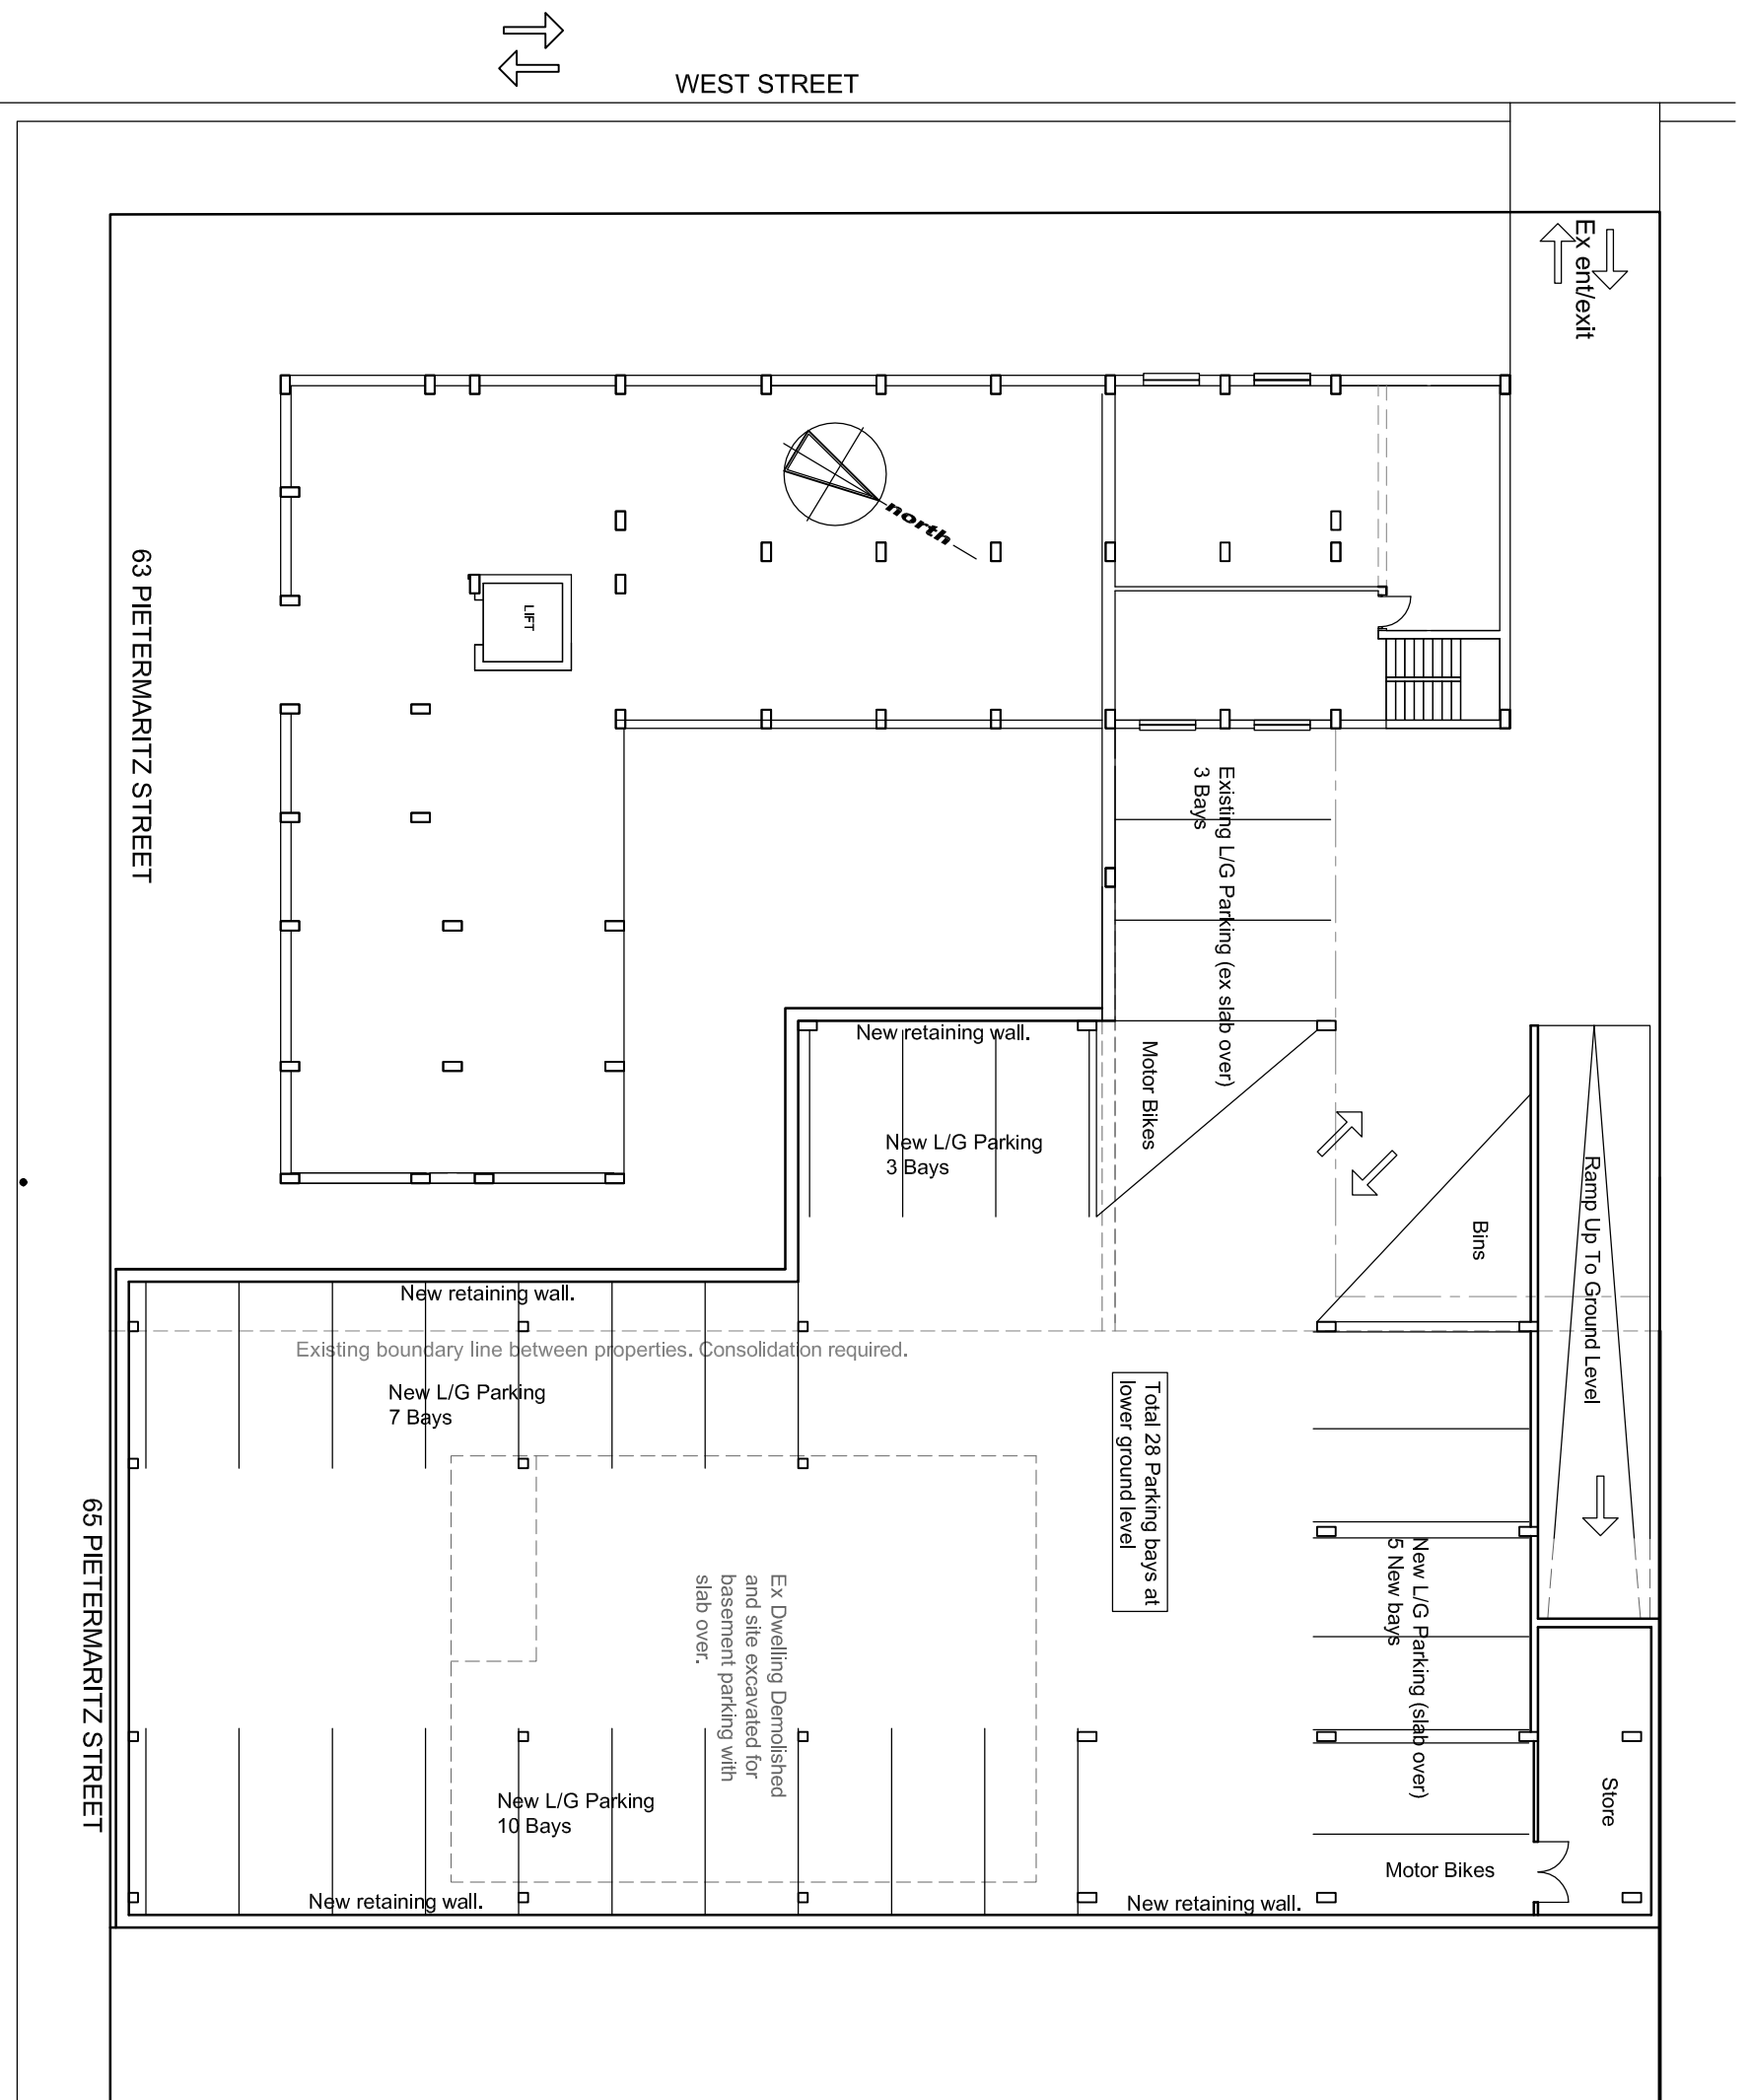 WEST STREET
Ex ent/exit
north
LIFT
63 PIETERMARITZ STREET
Existing L/G Parking (ex slab over)
3 Bays
New retaining wall.
Motor Bikes
New L/G Parking
3 Bays
Bins
Ramp Up To Ground Level
New retaining wall.
Existing boundary line between properties. Consolidation required.
New L/G Parking
7 Bays
Total 28 Parking bays at
lower ground level
65 PIETERMARITZ STREET
Ex Dwelling Demolished
and site excavated for
basement parking with
slab over.
New L/G Parking (slab over)
5 New bays
Store
New L/G Parking
10 Bays
Motor Bikes
New retaining wall.
New retaining wall.